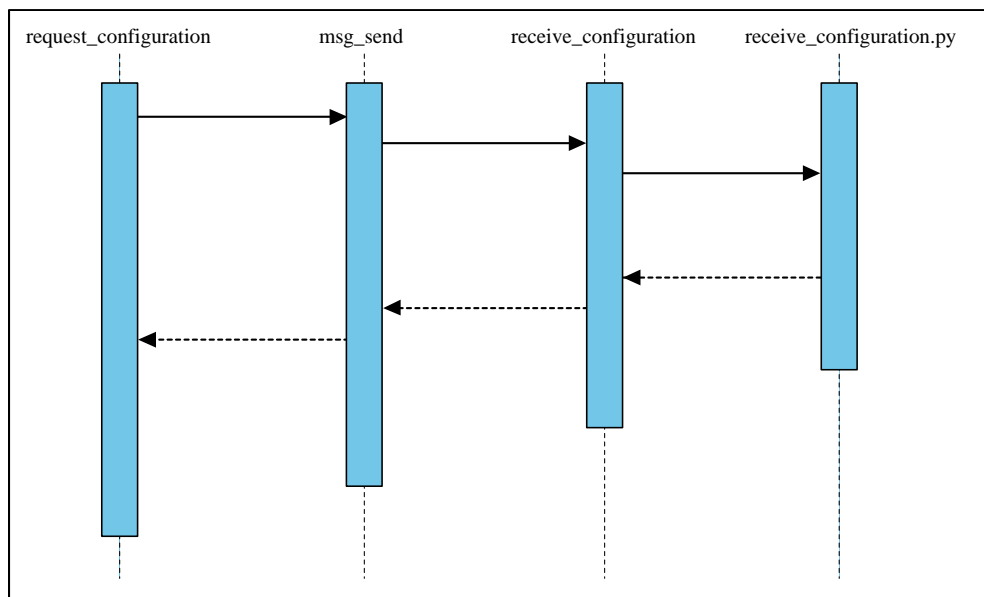 request_configuration
msg_send
receive_configuration
receive_configuration.py